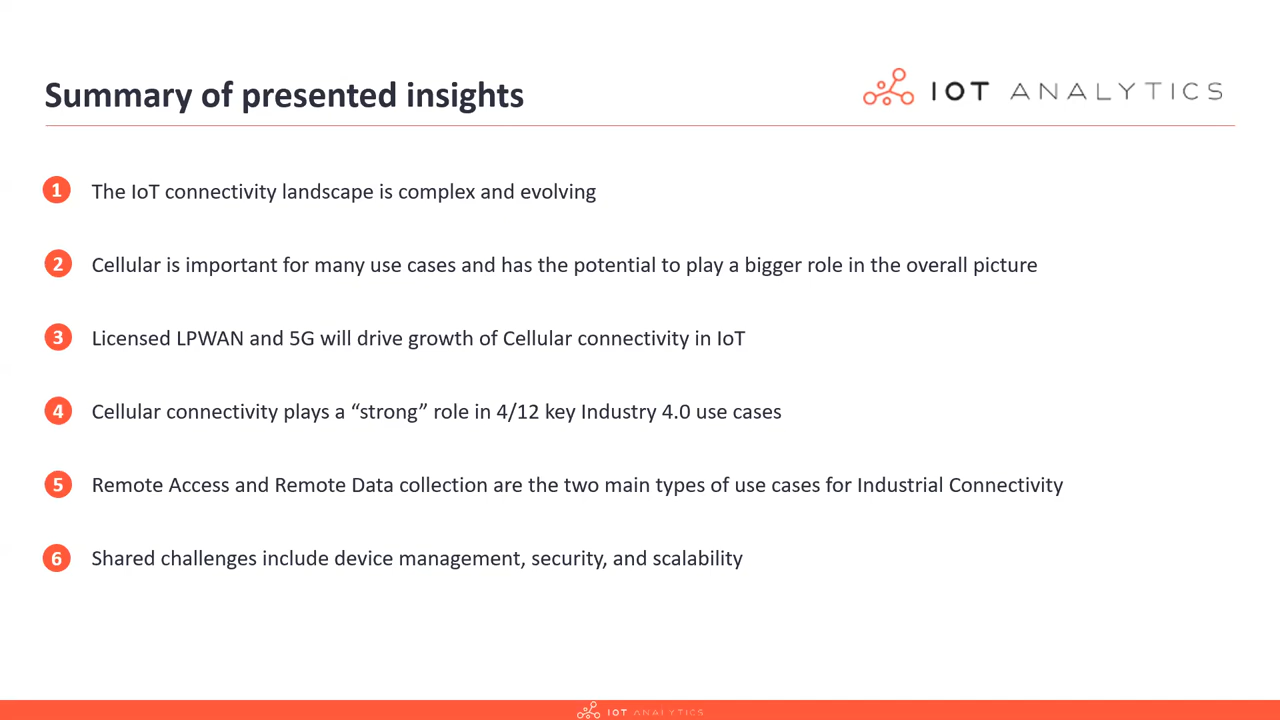 Summary of presented insights
IOT ANALYTICS
1 The IoT connectivity landscape is complex and evolving
2 Cellular is important for many use cases and has the potential to play a bigger role in the overall picture
3 Licensed LPWAN and 5G will drive growth of Cellular connectivity in IoT
4 Cellular connectivity plays a “strong” role in 4/12 key Industry 4.0 use cases
5 Remote Access and Remote Data collection are the two main types of use cases for Industrial Connectivity
6 Shared challenges include device management, security, and scalability
IOT ANALYTICS